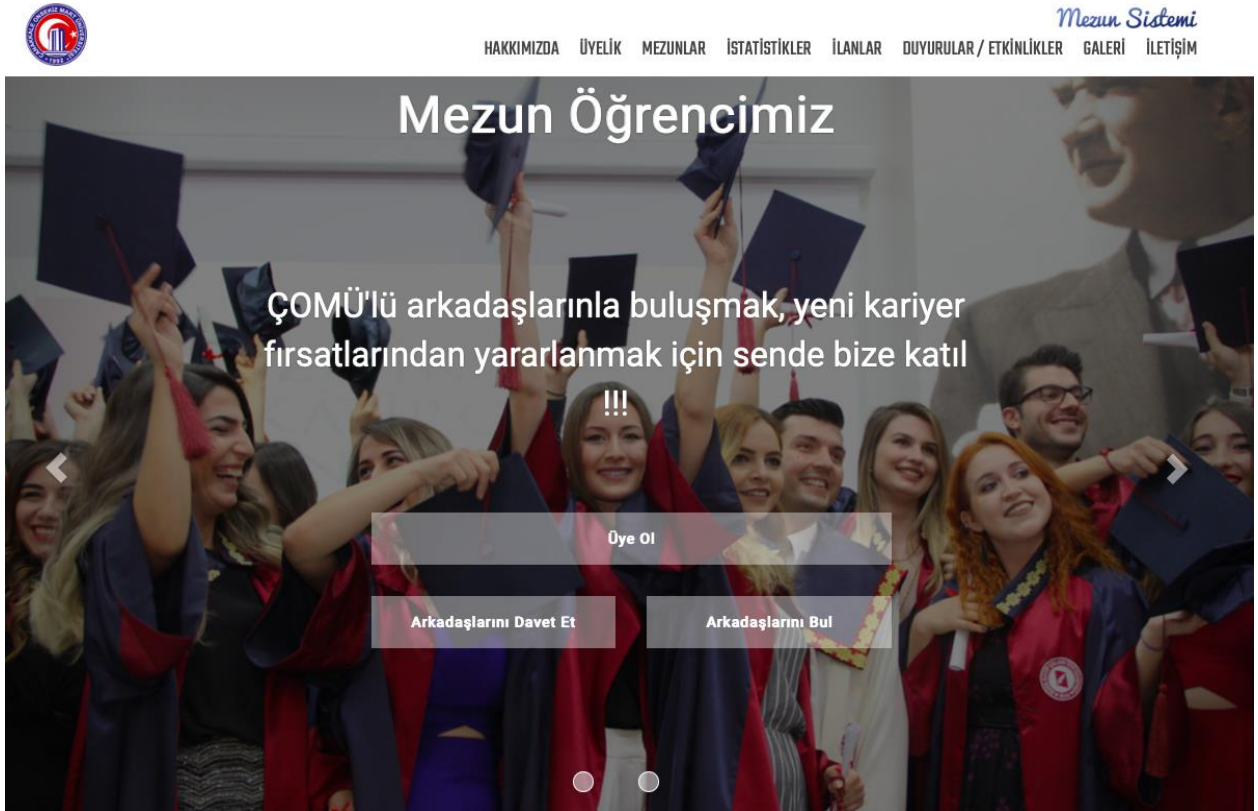 Mezun Sistemi
HAKKIMIZDA ÜYELİK MEZUNLAR İSTATİSTİKLER İLANLAR DUYURULAR / ETKİNLİKLER GALERİ İLETİŞİM
Mezun Öğrencimiz
ÇOMÜ'lü arkadaşlarınla buluşmak, yeni kariyer
fırsatlarından yararlanmak için sende bize katıl
!!!
Üye Ol
Arkadaşlarını Davet Et Arkadaşlarını Bul